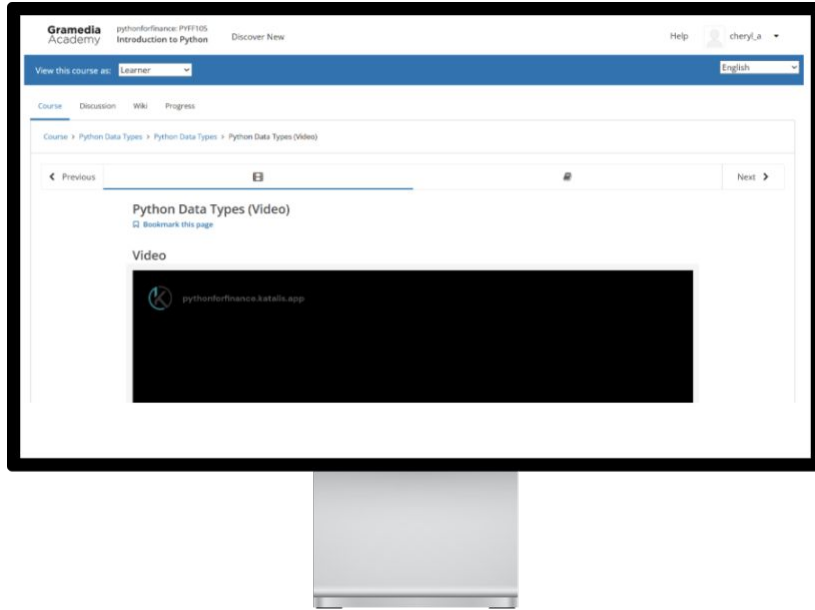 Gramedia Academy
pythonforfinance: PYFF105
Introduction to Python
Discover New
Help
cheryl_a
View this course as: Learner
English
Course Discussion Wiki Progress
Course > Python Data Types > Python Data Types > Python Data Types (Video)
Previous
Next
Python Data Types (Video)
Bookmark this page
Video
pythonforfinance.katalis.app